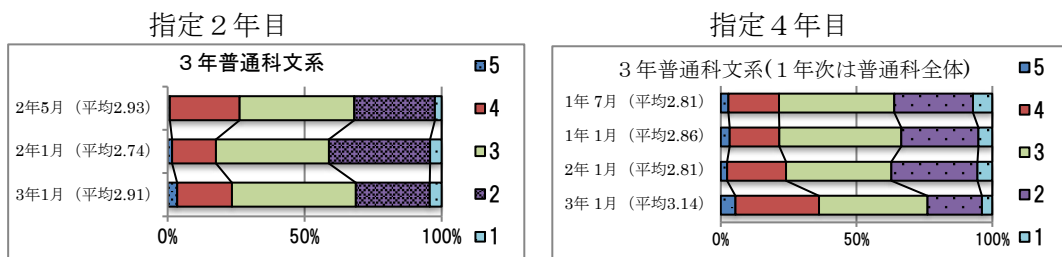 指定２年目
３年普通科文系
2年5月（平均2.93）
2年1月（平均2.74）
3年1月（平均2.91）
0%
50%
100%
5
4
3
2
1
指定４年目
３年普通科文系(１年次は普通科全体)
1年 7月（平均2.81）
1年 1月（平均2.86）
2年 1月（平均2.81）
3年 1月（平均3.14）
0%
50%
100%
5
4
3
2
1